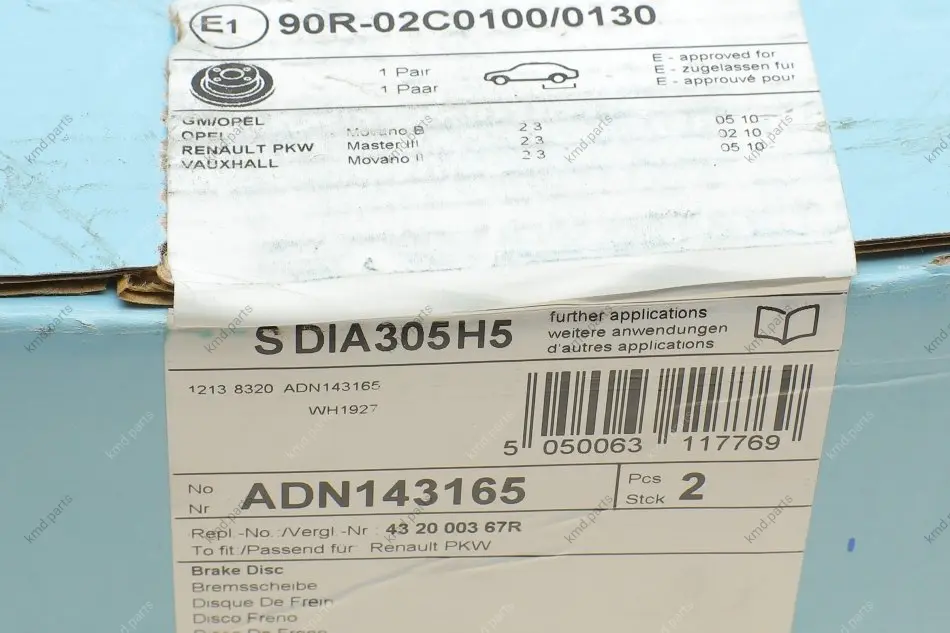 E1 90R-02C0100/0130
1 Pair
1 Paar
E - approved for
E - zugelassen für
E - approuvé pour
GM/OPEL
OPEL Movano B 2 3 05 10 -
RENAULT PKW Master III 2 3 02 10 -
VAUXHALL Movano II 2 3 05 10
S DIA305H5
further applications
weitere anwendungen
d'autres applications
1213 8320 ADN143165
WH1927
5 050063 117769
No
Nr ADN143165
Pcs
Stck 2
Repl.-No./Vergl.-Nr 43 20 003 67R
To fit/Passend für Renault PKW
Brake Disc
Bremsscheibe
Disque De Frein
Disco Freno
kmd.parts